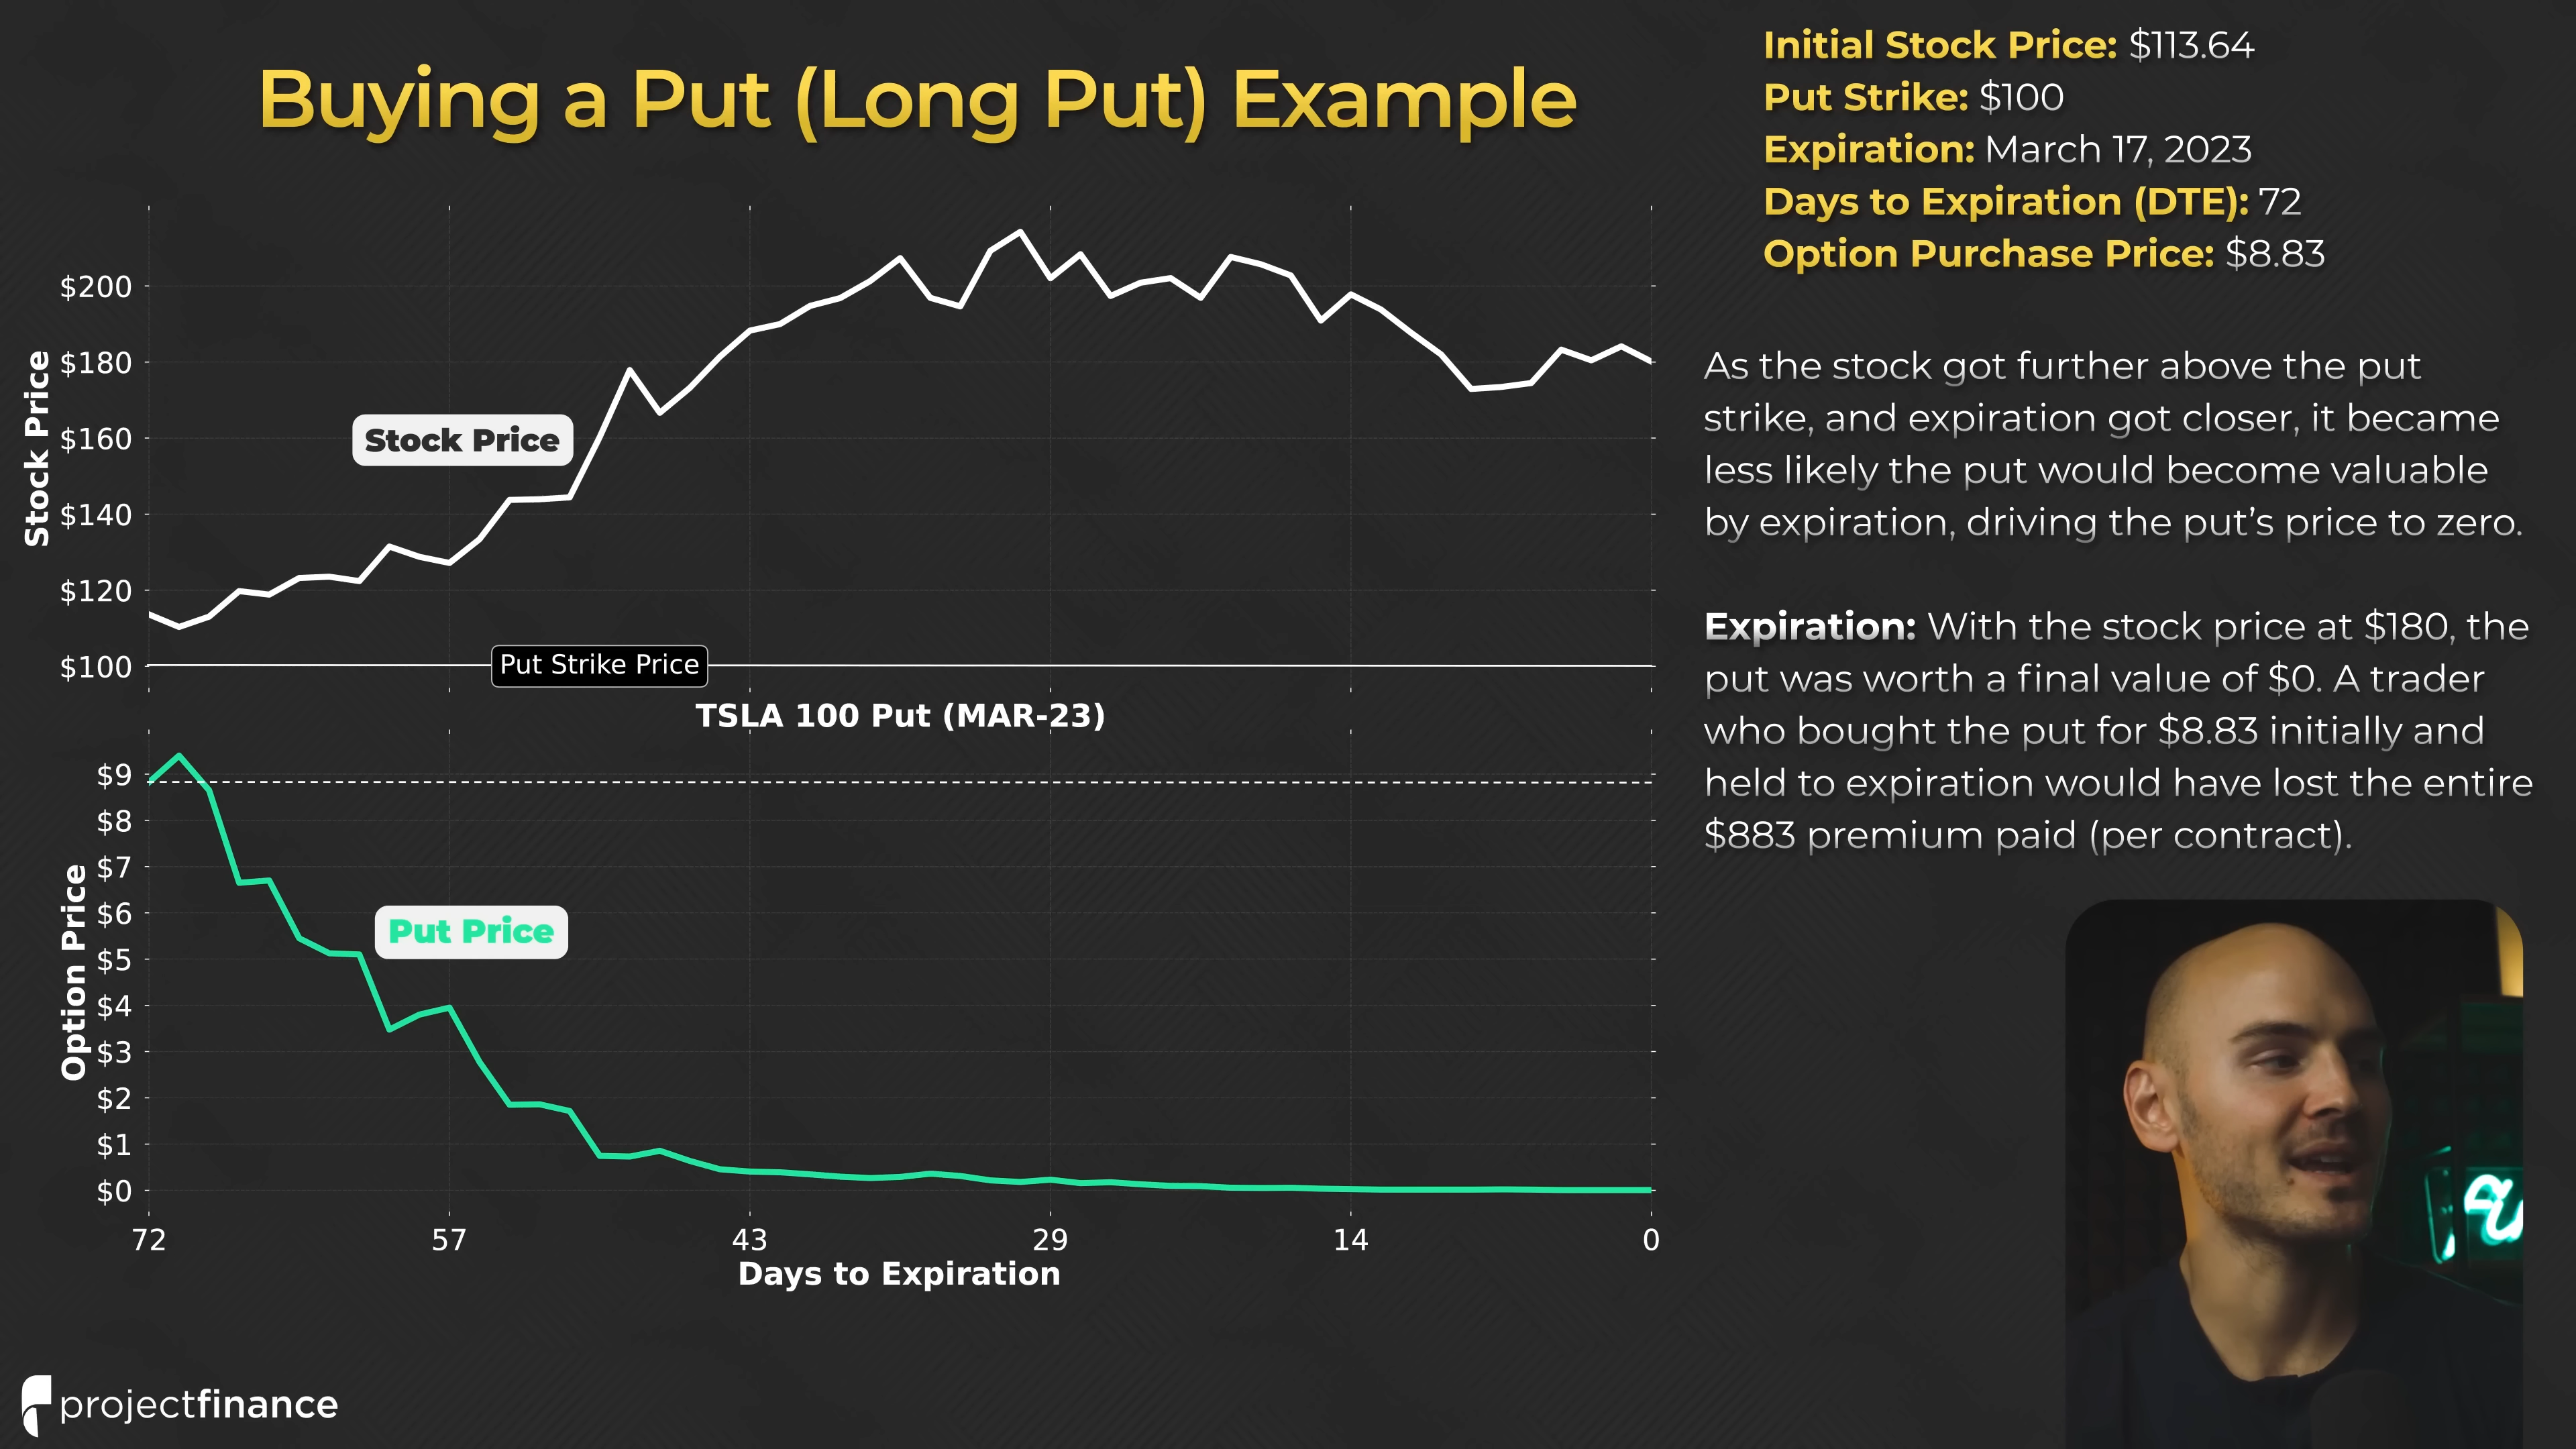 Buying a Put (Long Put) Example
Initial Stock Price: $113.64
Put Strike: $100
Expiration: March 17, 2023
Days to Expiration (DTE): 72
Option Purchase Price: $8.83
As the stock got further above the put
strike, and expiration got closer, it became
less likely the put would become valuable
by expiration, driving the put’s price to zero.
Expiration: With the stock price at $180, the
put was worth a final value of $0. A trader
who bought the put for $8.83 initially and
held to expiration would have lost the entire
$883 premium paid (per contract).
Stock Price
$200
$180
$160
$140
$120
$100
Stock Price
Put Strike Price
TSLA 100 Put (MAR-23)
Option Price
$9
$8
$7
$6
$5
$4
$3
$2
$1
$0
Put Price
72 57 43 29 14 0
Days to Expiration
projectfinance